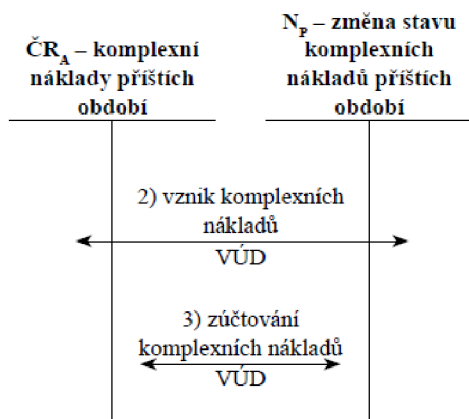 ČR_A – komplexní
náklady příštích
období
N_P – změna stavu
komplexních
nákladů příštích
období
2) vznik komplexních
nákladů
VÚD
3) zúčtování
komplexních nákladů
VÚD